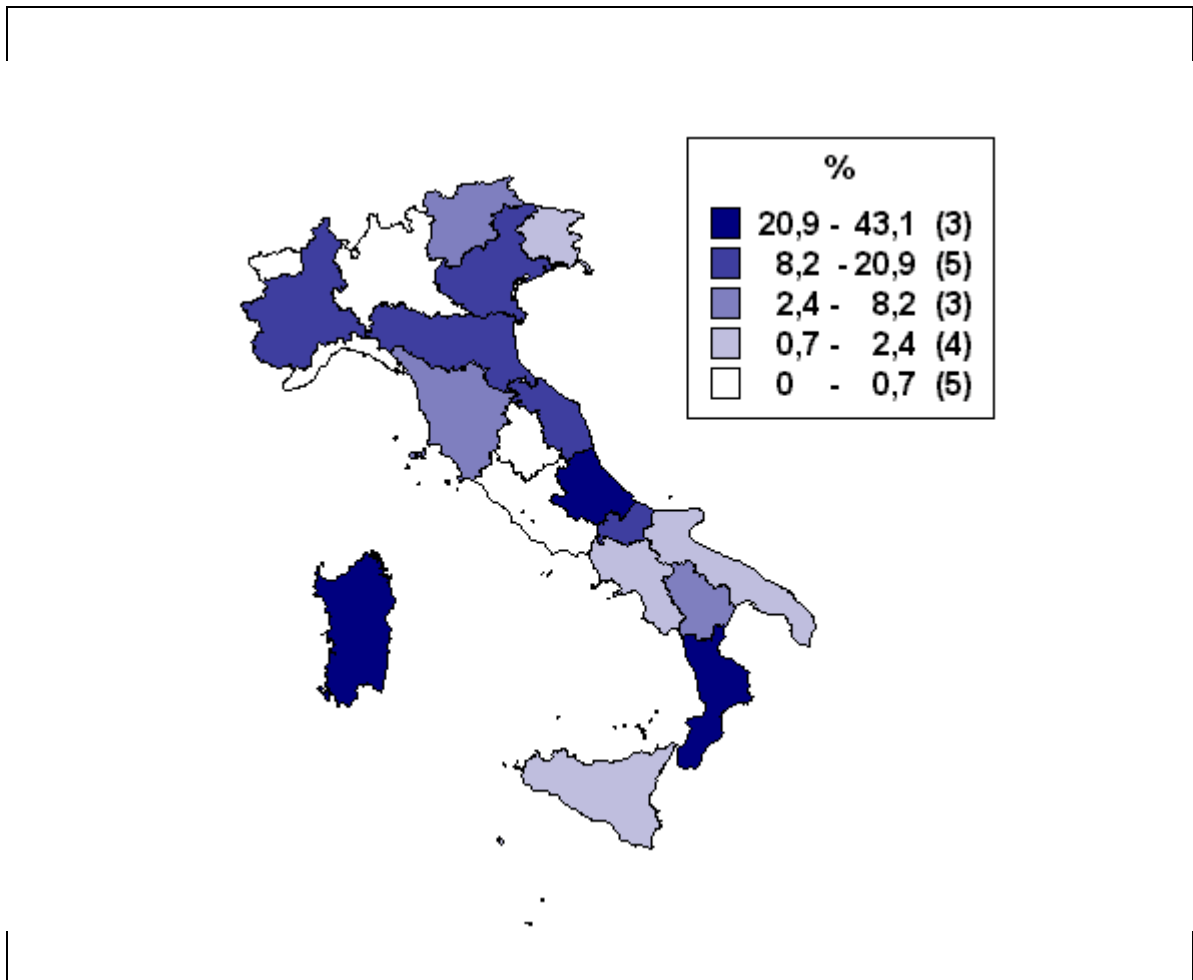 %
20,9 - 43,1 (3)
8,2 - 20,9 (5)
2,4 - 8,2 (3)
0,7 - 2,4 (4)
0 - 0,7 (5)